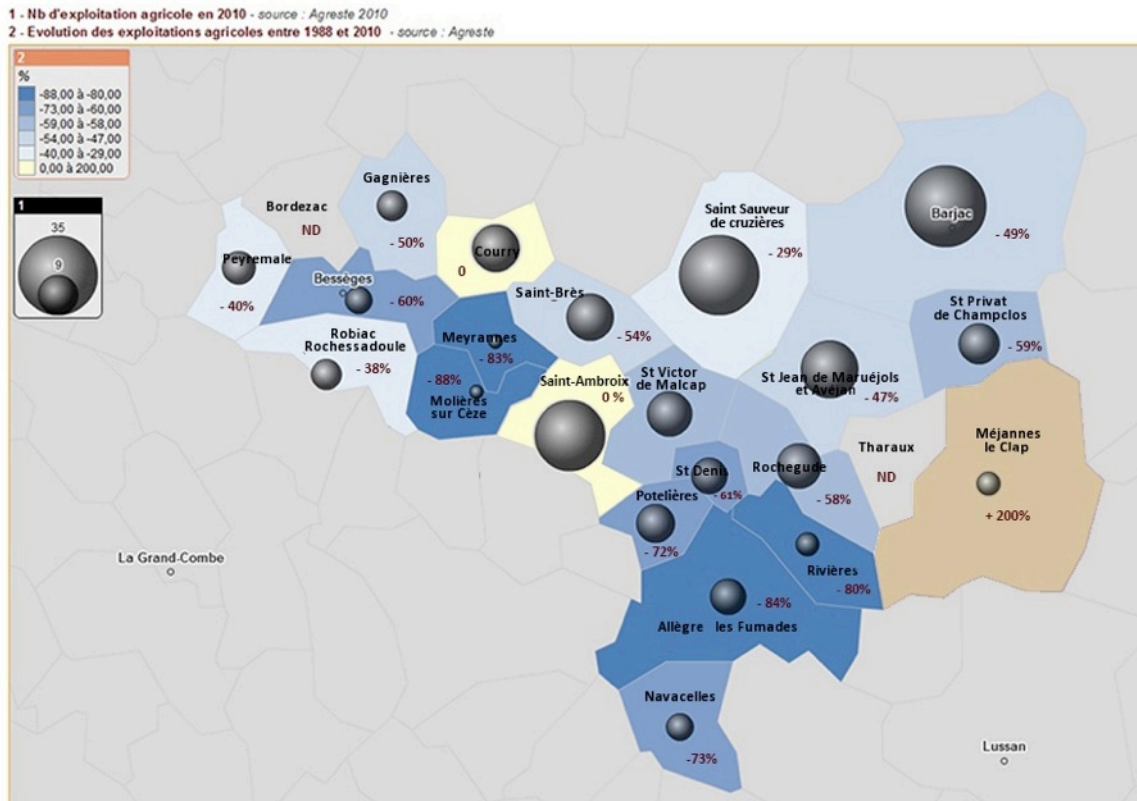 1 - Nb d'exploitation agricole en 2010 - source : Agreste 2010
2 - Evolution des exploitations agricoles entre 1988 et 2010 - source : Agreste
2
%
-88,00 à -80,00
-73,00 à -60,00
-59,00 à -58,00
-54,00 à -47,00
-40,00 à -29,00
0,00 à 200,00
1
35
9
Gagnières
- 50%
Bordezac
ND
Peyremale
- 40%
Bessèges
- 60%
Courry
0
Saint Sauveur
de cruzières
- 29%
Barjac
- 49%
Robiac
Rochessadoule
- 38%
Meyrannes
- 83%
Saint-Brès
- 54%
St Privat
de Champclos
- 59%
- 88%
Molières
sur Cèze
Saint-Ambroix
0 %
St Victor
de Malcap
St Jean de Maruéjols
et Avéjan
- 47%
Tharaux
ND
Méjannes
le Clap
+ 200%
St Denis
- 61%
Rochegude
- 58%
Potelières
- 72%
Rivières
- 80%
- 84%
Allègre les Fumades
La Grand-Combe
Navacelles
-73%
Lussan